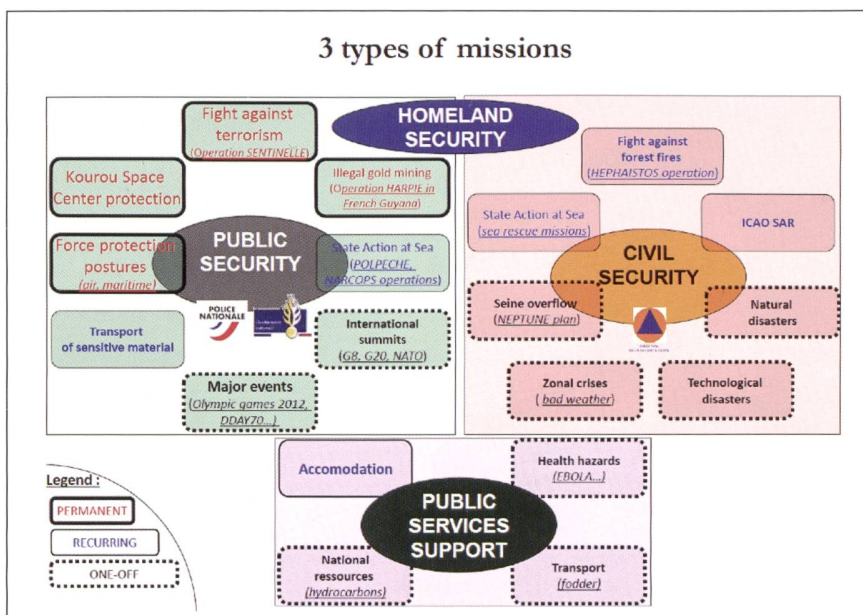 3 types of missions
HOMELAND
SECURITY
Fight against
terrorism
(Operation SENTINELLE)
Kourou Space
Center protection
Illegal gold mining
(Operation HARPIE in
French Guyana)
Force protection
postures
(air, maritime)
PUBLIC
SECURITY
State Action at Sea
(POLPECHE,
NARCOPS operations)
POLICE
NATIONALE
Transport
of sensitive material
International
summits
(G8, G20, NATO)
Major events
(Olympic games 2012,
DDAY70...)
Fight against
forest fires
(HEPHAISTOS operation)
State Action at Sea
(sea rescue missions)
ICAO SAR
CIVIL
SECURITY
Seine overflow
(NEPTUNE plan)
Natural
disasters
Zonal crises
( bad weather)
Technological
disasters
Accomodation
Health hazards
(EBOLA...)
PUBLIC
SERVICES
SUPPORT
National
ressources
(hydrocarbons)
Transport
(fodder)
Legend :
PERMANENT
RECURRING
ONE-OFF